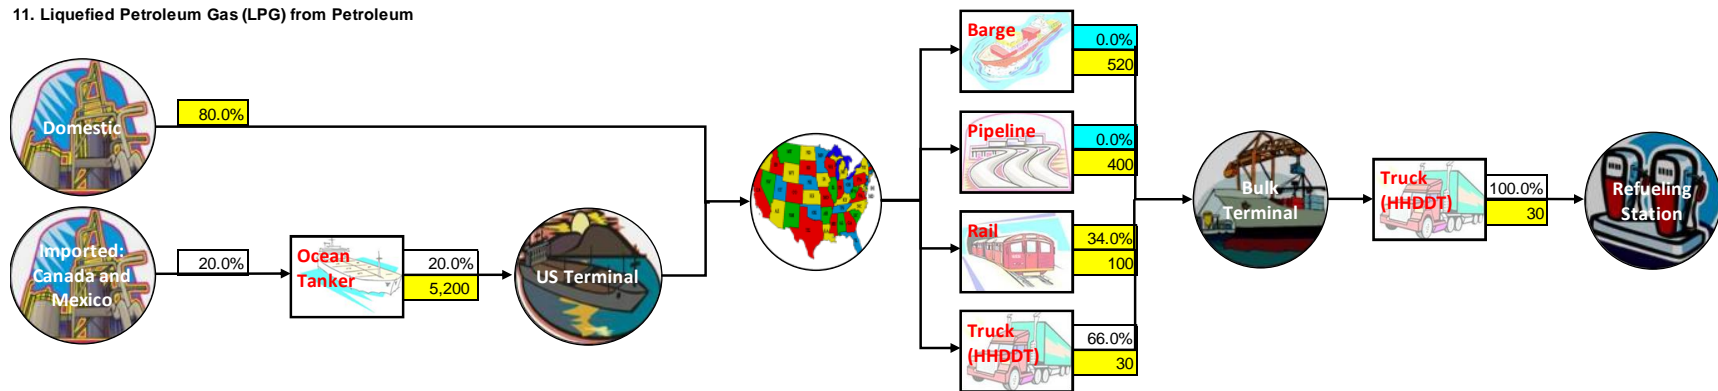 11. Liquefied Petroleum Gas (LPG) from Petroleum
Domestic
80.0%
Imported:
Canada and
Mexico
20.0%
Ocean
Tanker
20.0%
5,200
US Terminal
Barge
0.0%
520
Pipeline
0.0%
400
Rail
34.0%
100
Truck
(HHDDT)
66.0%
30
Bulk
Terminal
Truck
(HHDDT)
100.0%
30
Refueling
Station